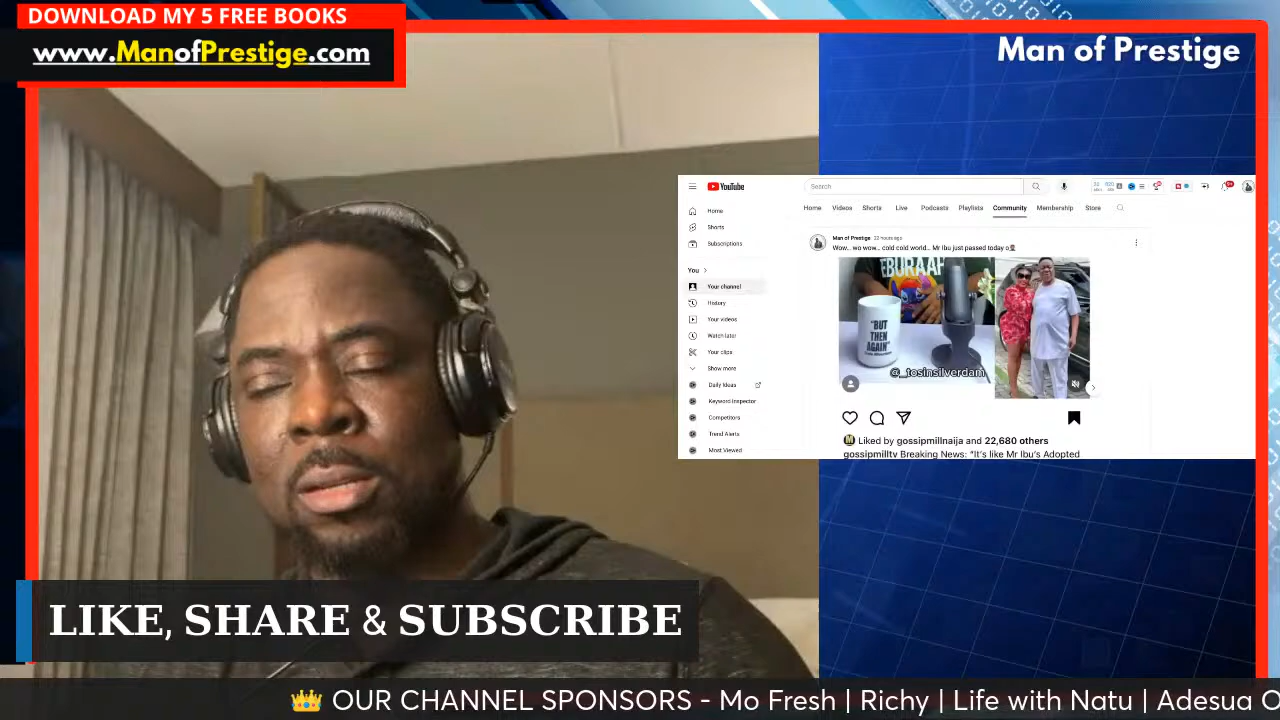 DOWNLOAD MY 5 FREE BOOKS
www.ManofPrestige.com
Man of Prestige
YouTube
Search
Home
Shorts
Subscriptions
You
Your channel
History
Your videos
Watch later
Your clips
Show more
Daily Ideas
Keyword Inspector
Competitors
Trend Alerts
Most Viewed
Home Videos Shorts Live Podcasts Playlists Community Membership Store
Man of Prestige 22 hours ago
Wow.. wo wow... cold cold world... Mr Ibu just passed today o
"BUT
THEN
AGAIN"
@_tosinsilverdam
Liked by gossipmillnaija and 22,680 others
gossipmilltv Breaking News: “It's like Mr Ibu's Adopted
LIKE, SHARE & SUBSCRIBE
OUR CHANNEL SPONSORS - Mo Fresh | Richy | Life with Natu | Adesua O